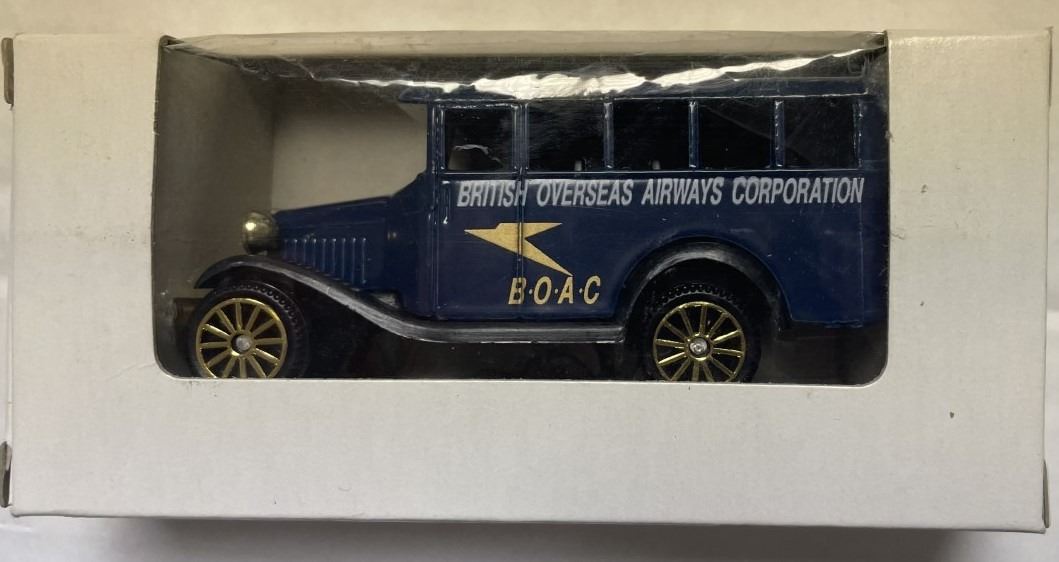 BRITISH OVERSEAS AIRWAYS CORPORATION
B·O·A·C